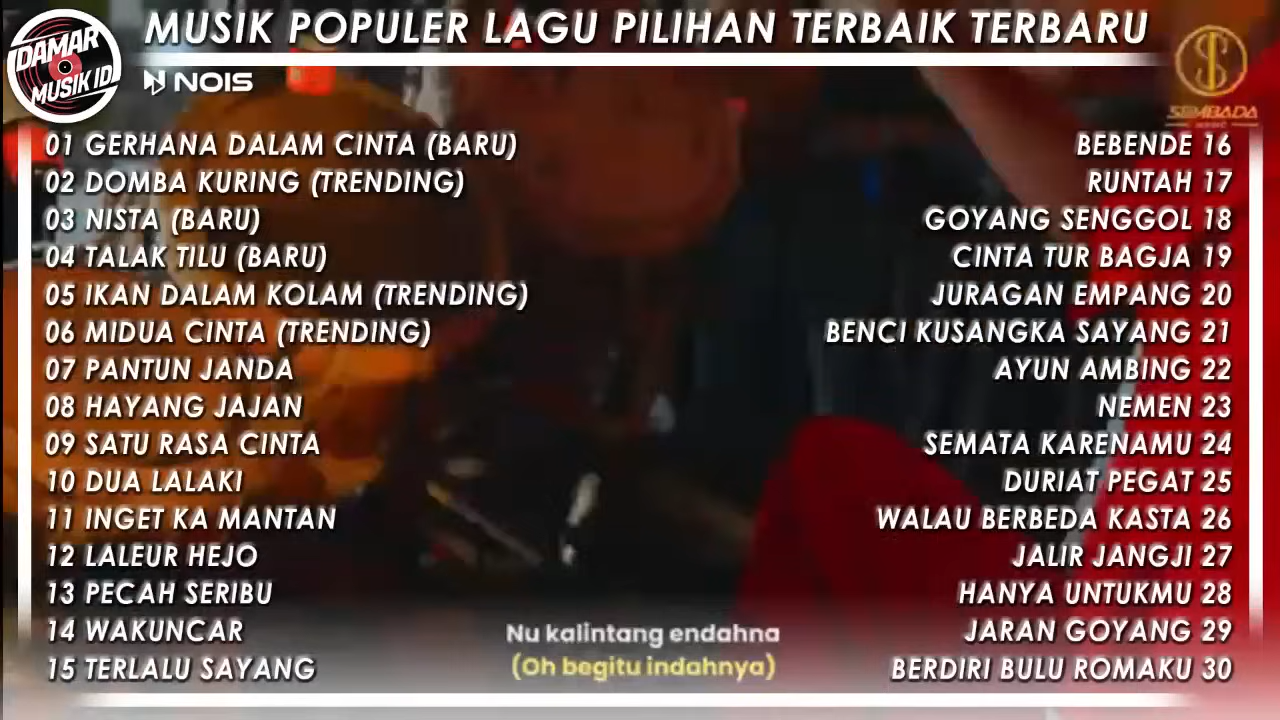 MUSIK POPULER LAGU PILIHAN TERBAIK TERBARU
DAMAR
MUSIK ID
NOIS
SEMBADA
MUSIC
01 GERHANA DALAM CINTA (BARU)
02 DOMBA KURING (TRENDING)
03 NISTA (BARU)
04 TALAK TILU (BARU)
05 IKAN DALAM KOLAM (TRENDING)
06 MIDUA CINTA (TRENDING)
07 PANTUN JANDA
08 HAYANG JAJAN
09 SATU RASA CINTA
10 DUA LALAKI
11 INGET KA MANTAN
12 LALEUR HEJO
13 PECAH SERIBU
14 WAKUNCAR
15 TERLALU SAYANG
BEBENDE 16
RUNTAH 17
GOYANG SENGGOL 18
CINTA TUR BAGJA 19
JURAGAN EMPANG 20
BENCI KUSANGKA SAYANG 21
AYUN AMBING 22
NEMEN 23
SEMATA KARENAMU 24
DURIAT PEGAT 25
WALAU BERBEDA KASTA 26
JALIR JANGJI 27
HANYA UNTUKMU 28
JARAN GOYANG 29
BERDIRI BULU ROMAKU 30
Nu kalintang endahna
(Oh begitu indahnya)